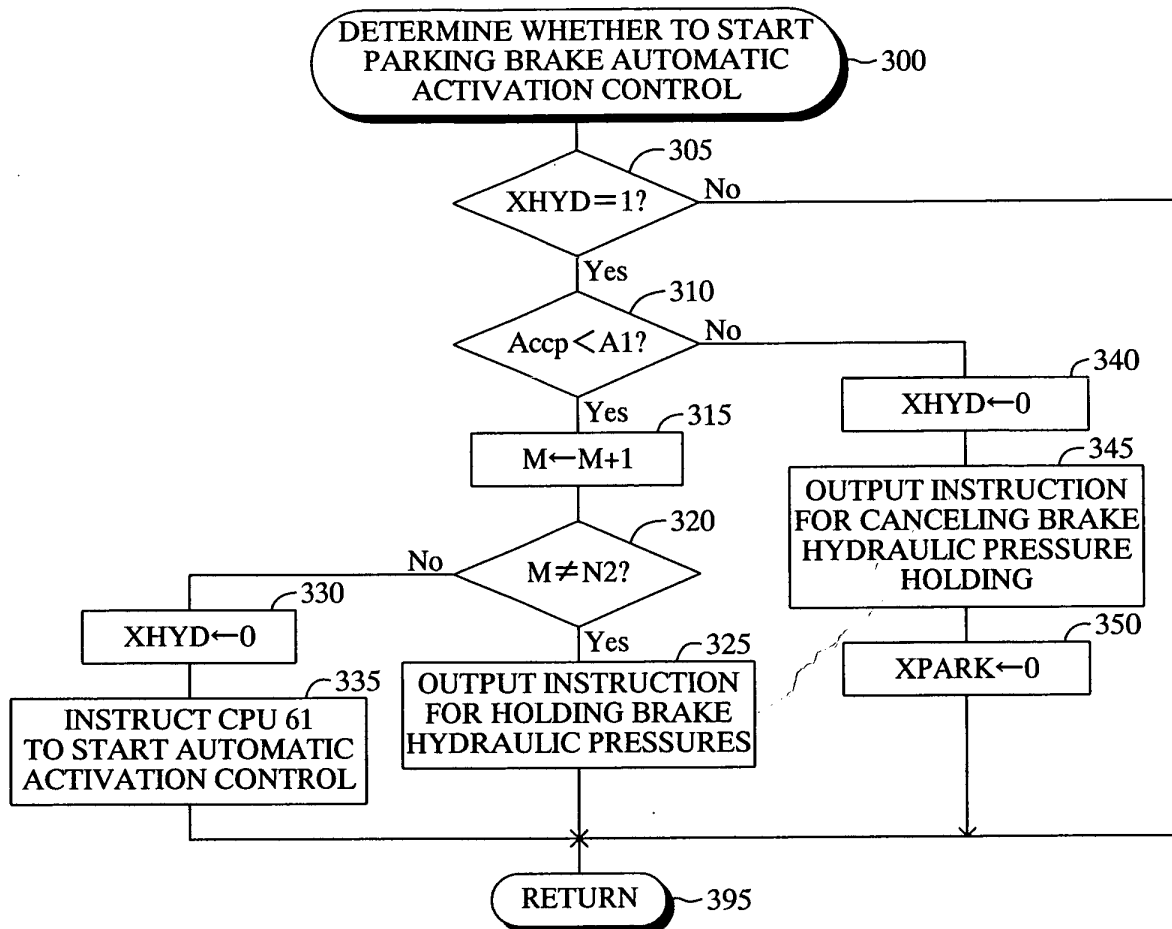 DETERMINE WHETHER TO START
PARKING BRAKE AUTOMATIC
ACTIVATION CONTROL
300
305
XHYD=1?
No
Yes
310
Accp<A1?
No
Yes
315
M←M+1
340
XHYD←0
345
OUTPUT INSTRUCTION
FOR CANCELING BRAKE
HYDRAULIC PRESSURE
HOLDING
320
M≠N2?
No
Yes
330
XHYD←0
325
OUTPUT INSTRUCTION
FOR HOLDING BRAKE
HYDRAULIC PRESSURES
350
XPARK←0
335
INSTRUCT CPU 61
TO START AUTOMATIC
ACTIVATION CONTROL
RETURN
395